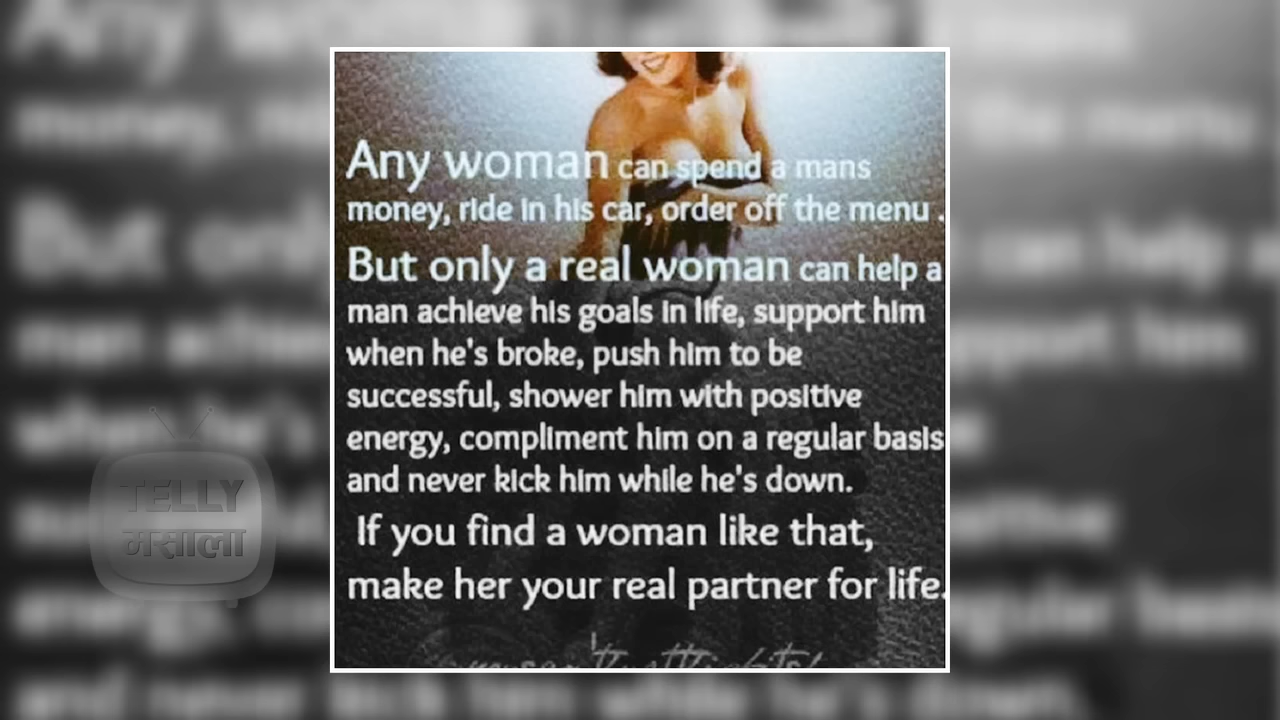 Any woman can spend a mans
money, ride in his car, order off the menu .
But only a real woman can help a
man achieve his goals in life, support him
when he's broke, push him to be
successful, shower him with positive
energy, compliment him on a regular basis
and never kick him while he's down.
If you find a woman like that,
make her your real partner for life.
TELLY
मसाला